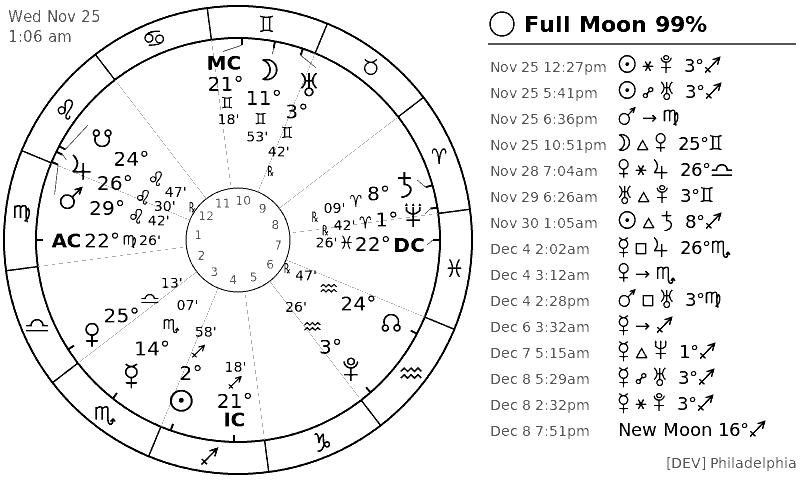 Wed Nov 25
1:06 am
MC
21° ♊ 18'
☽ 11° ♊ 53'
♅ 3° ♊ 42' ℞
☋ 24° ♌ 47' ℞
♃ 26° ♌ 30'
♂ 29° ♌ 42'
AC 22° ♍ 26'
♄ 8° ♈ 09' ℞
♆ 1° ♈ 42' ℞
26' ♓ 22° DC
♀ 25° ♎ 13'
☿ 14° ♏ 07'
☉ 2° ♐ 58'
18' ♐ 21°
IC
♇ 3° ♒ 26'
☊ 24° ♒ 47' ℞
♈ ♉ ♊ ♋ ♌ ♍ ♎ ♏ ♐ ♑ ♒ ♓
1 2 3 4 5 6 7 8 9 10 11 12
Full Moon 99%
Nov 25 12:27pm ☉ ⚹ ♇ 3°♐
Nov 25 5:41pm ☉ ☍ ♅ 3°♐
Nov 25 6:36pm ♂ → ♍
Nov 25 10:51pm ☽ △ ♀ 25°♊
Nov 28 7:04am ♀ ⚹ ♃ 26°♎
Nov 29 6:26am ♅ △ ♇ 3°♊
Nov 30 1:05am ☉ △ ♄ 8°♐
Dec 4 2:02am ☿ □ ♃ 26°♏
Dec 4 3:12am ♀ → ♏
Dec 4 2:28pm ♂ □ ♅ 3°♍
Dec 6 3:32am ☿ → ♐
Dec 7 5:15am ☿ △ ♆ 1°♐
Dec 8 5:29am ☿ ☍ ♅ 3°♐
Dec 8 2:32pm ☿ ⚹ ♇ 3°♐
Dec 8 7:51pm New Moon 16°♐
[DEV] Philadelphia